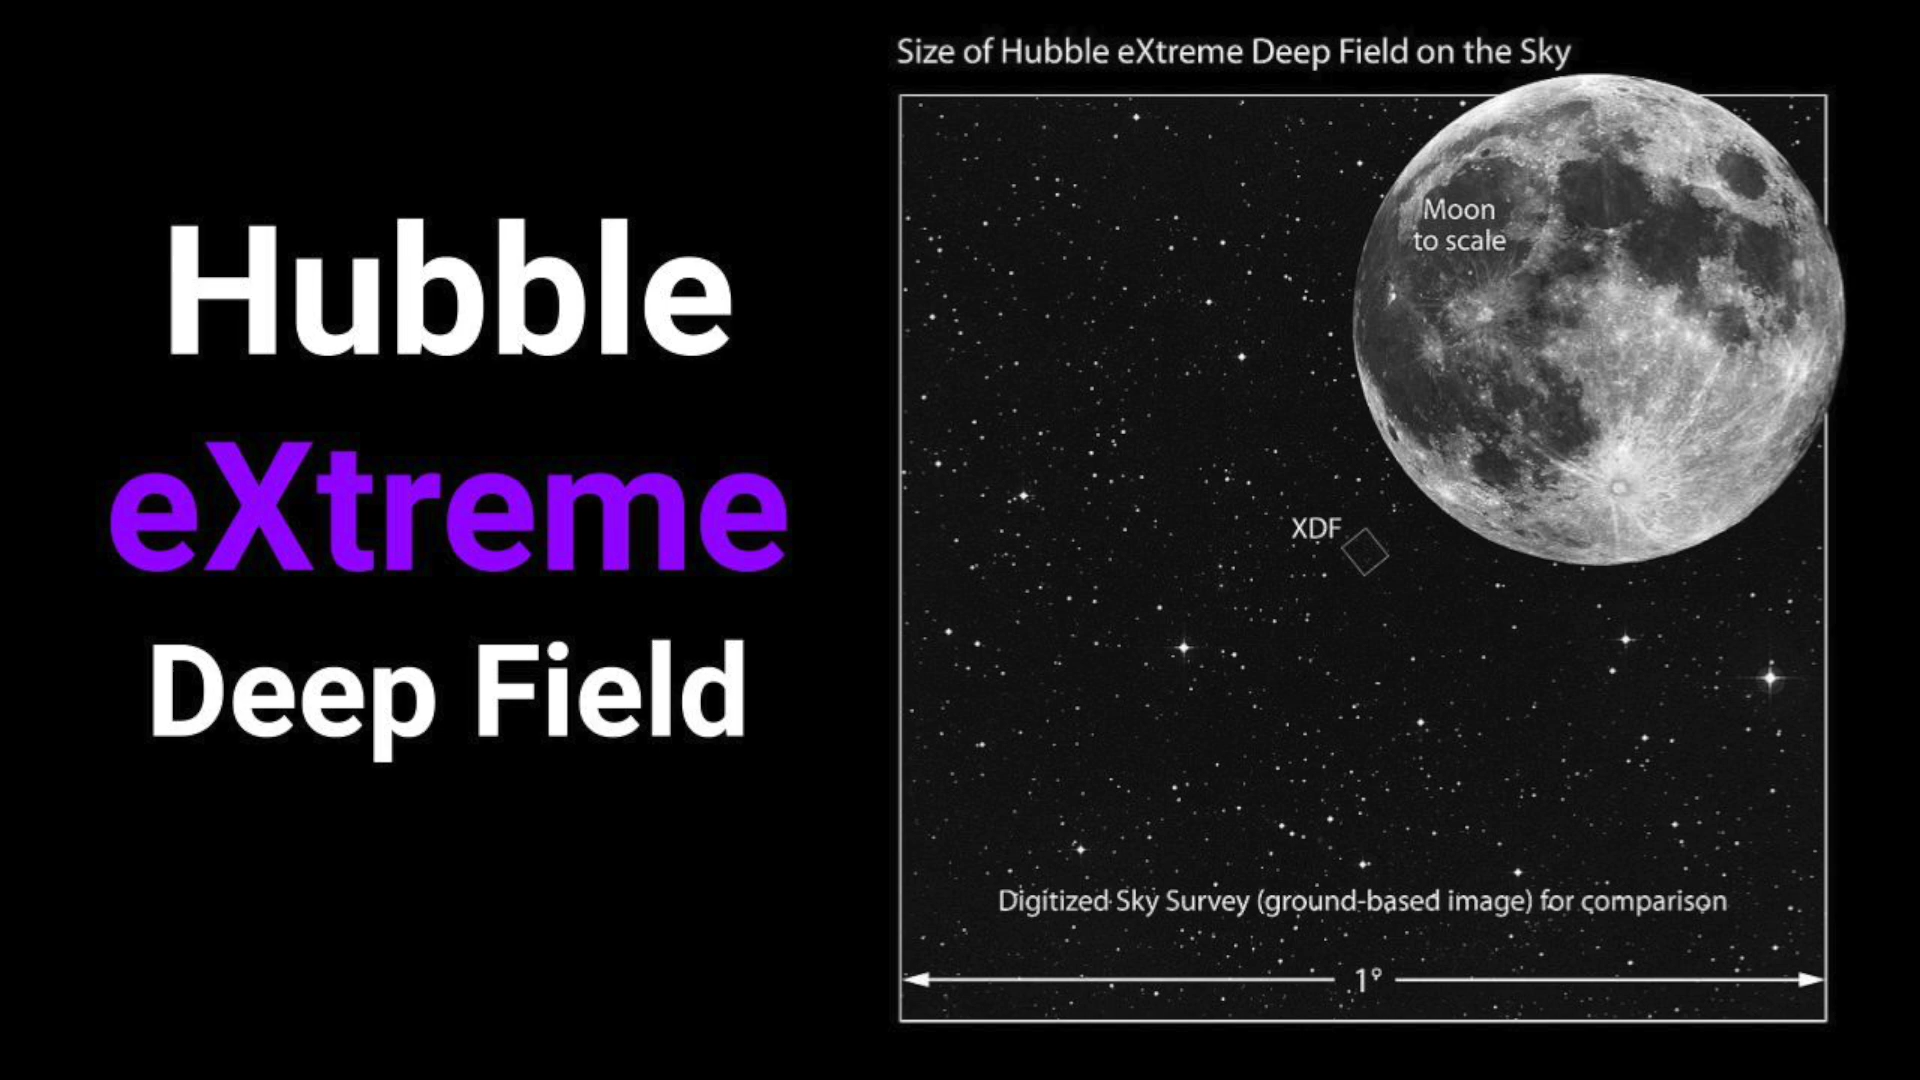 Hubble
eXtreme
Deep Field
Size of Hubble eXtreme Deep Field on the Sky
Moon
to scale
XDF
Digitized Sky Survey (ground-based image) for comparison
1º